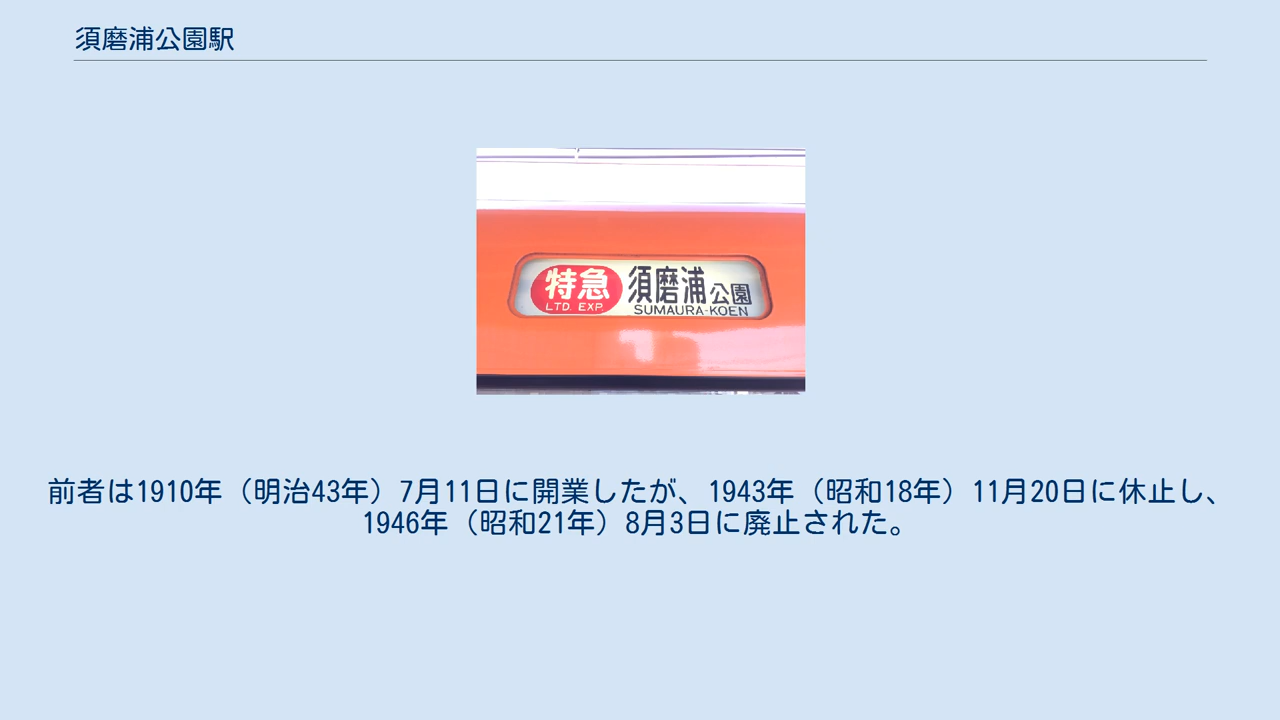 須磨浦公園駅
特急 須磨浦公園
LTD. EXP. SUMAURA-KOEN
前者は1910年（明治43年）7月11日に開業したが、1943年（昭和18年）11月20日に休止し、
1946年（昭和21年）8月3日に廃止された。